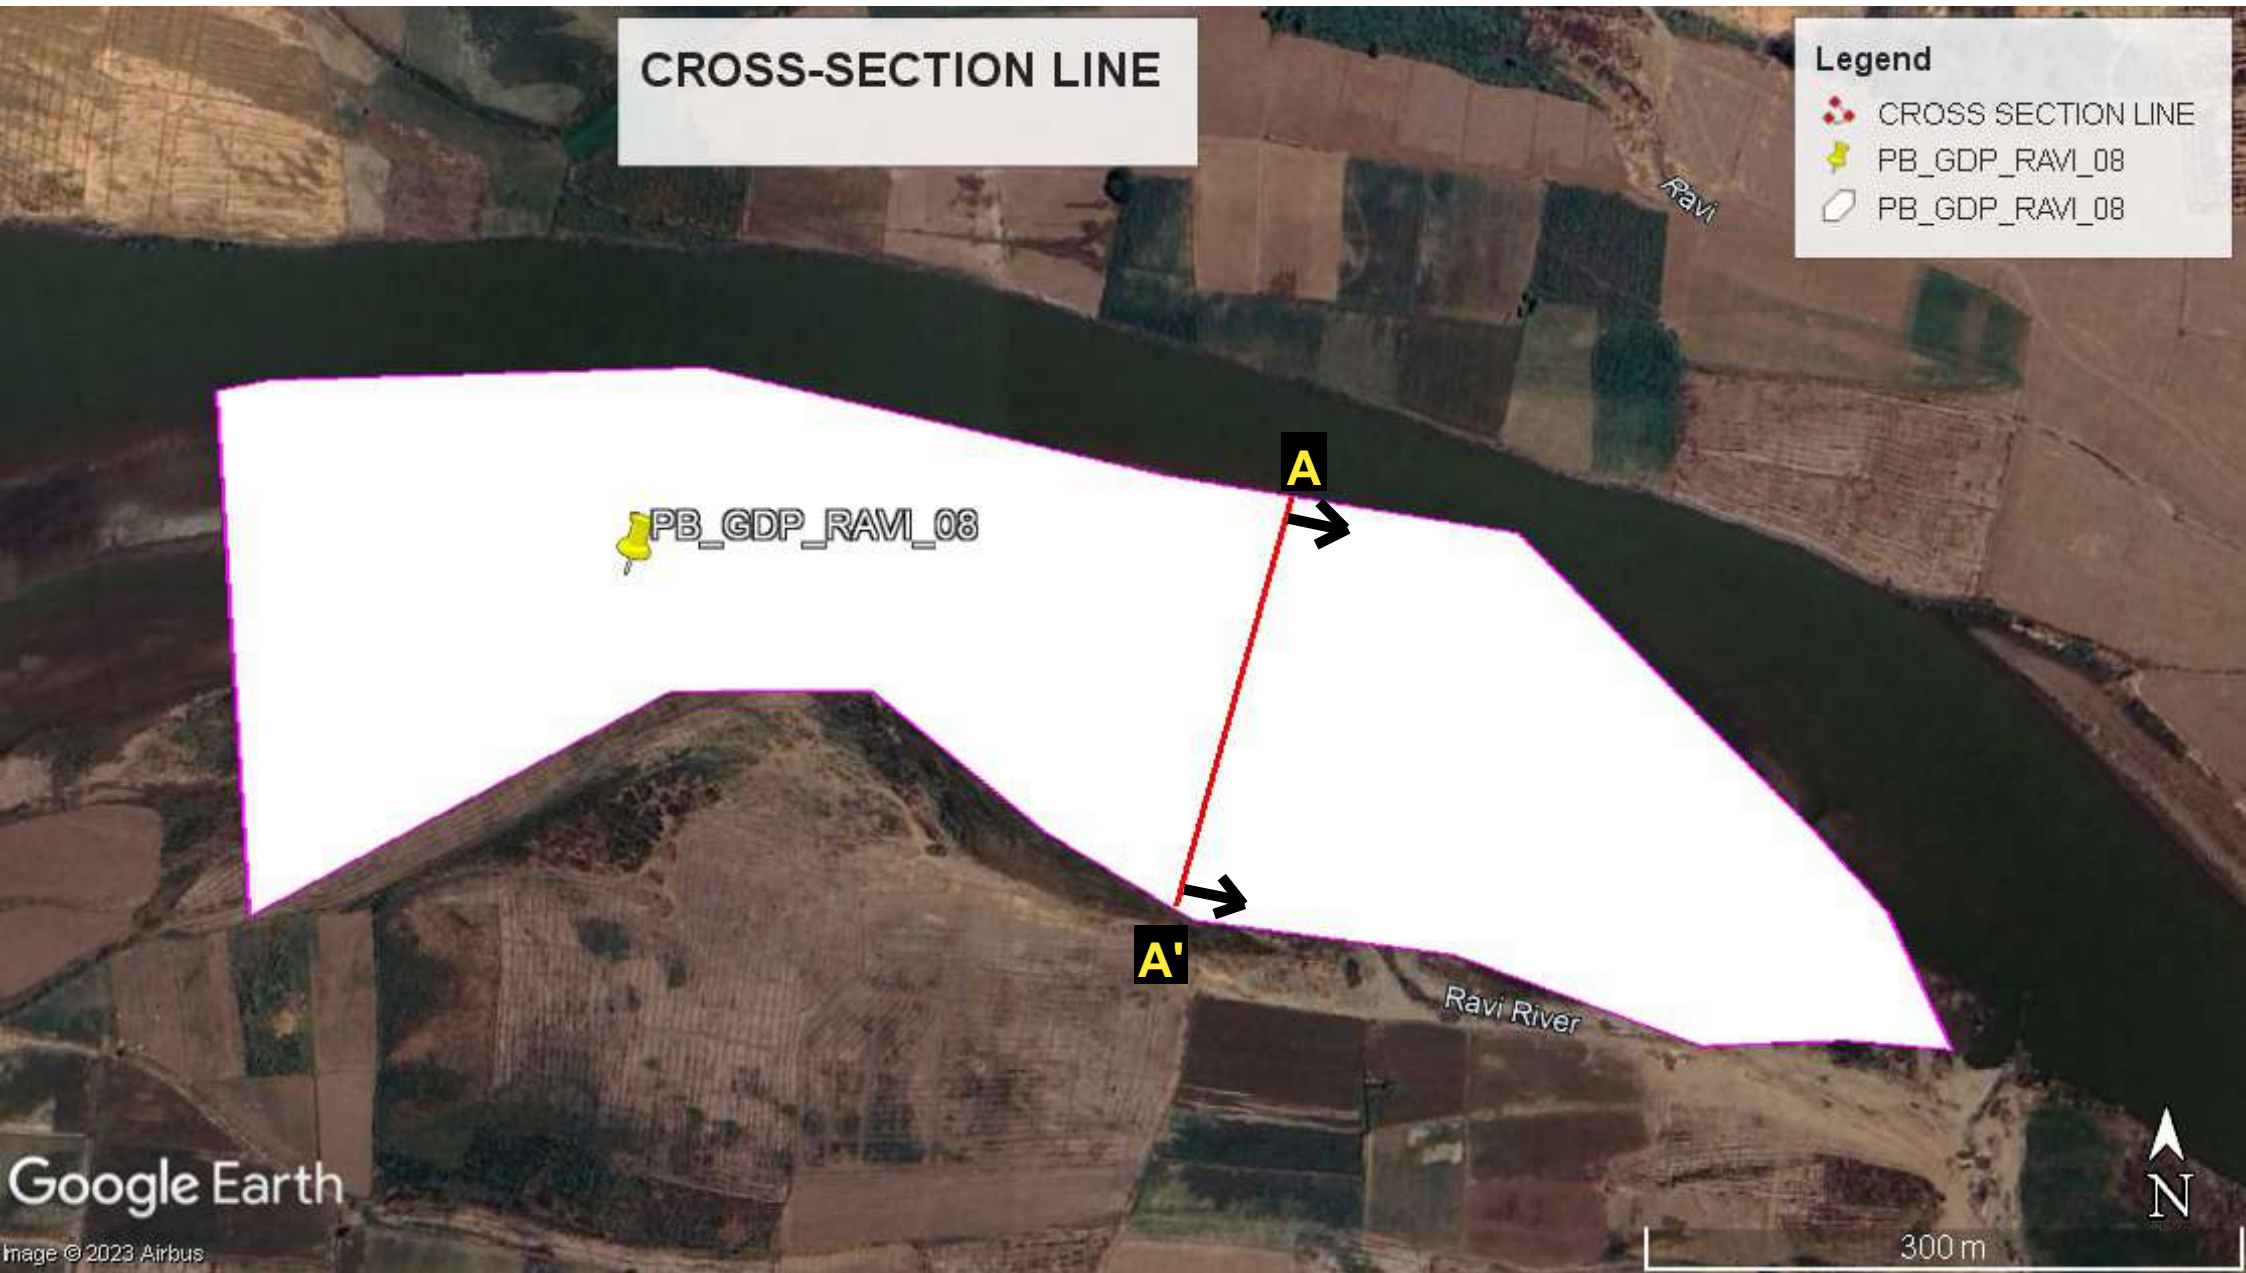 CROSS-SECTION LINE
Legend
CROSS SECTION LINE
PB_GDP_RAVI_08
PB_GDP_RAVI_08
Ravi
A
PB_GDP_RAVI_08
A'
Ravi River
N
Google Earth
Image © 2023 Airbus
300 m